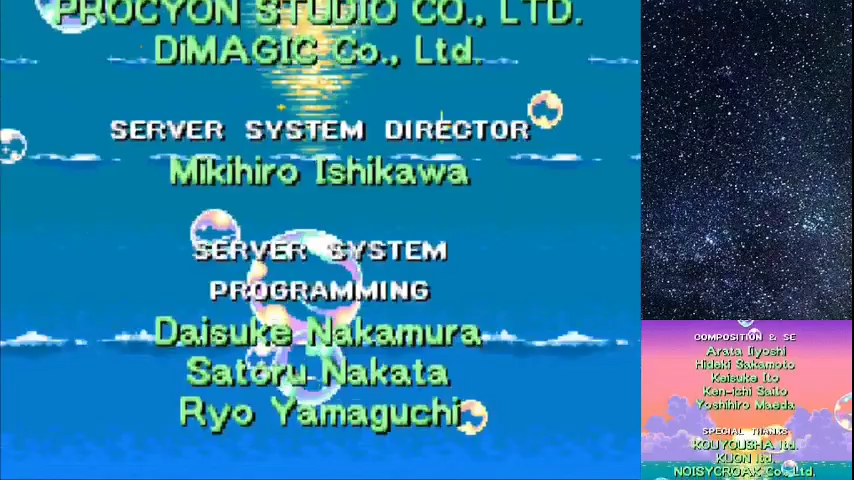 PROCYON STUDIO CO., LTD.
DiMAGIC Co., Ltd.
SERVER SYSTEM DIRECTOR
Mikihiro Ishikawa
SERVER SYSTEM
PROGRAMMING
Daisuke Nakamura
Satoru Nakata
Ryo Yamaguchi
COMPOSITION & SE
Arata Iiyoshi
Hideki Sakamoto
Keisuke Ito
Ken-ichi Saito
Yoshihiro Maeda
SPECIAL THANKS
KOUYOUSHA ltd.
KUON ltd.
NOISYCROAK Co., Ltd.